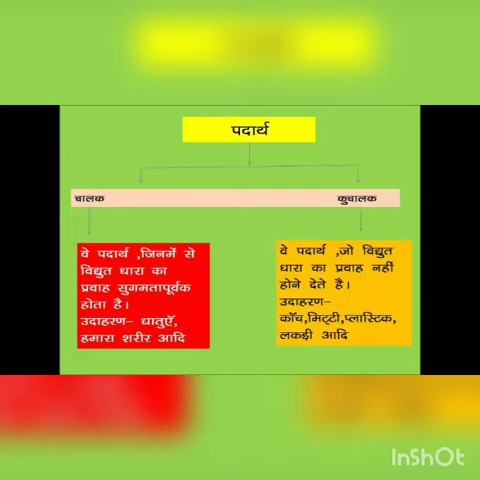 पदार्थ
चालक
कुचालक
वे पदार्थ ,जिनमें से
विद्युत धारा का
प्रवाह सुगमतापूर्वक
होता है।
उदाहरण– धातुएँ,
हमारा शरीर आदि
वे पदार्थ ,जो विद्युत
धारा का प्रवाह नहीं
होने देते है।
उदाहरण–
काॅच,मिट्टी,प्लास्टिक,
लकड़ी आदि
InShOt